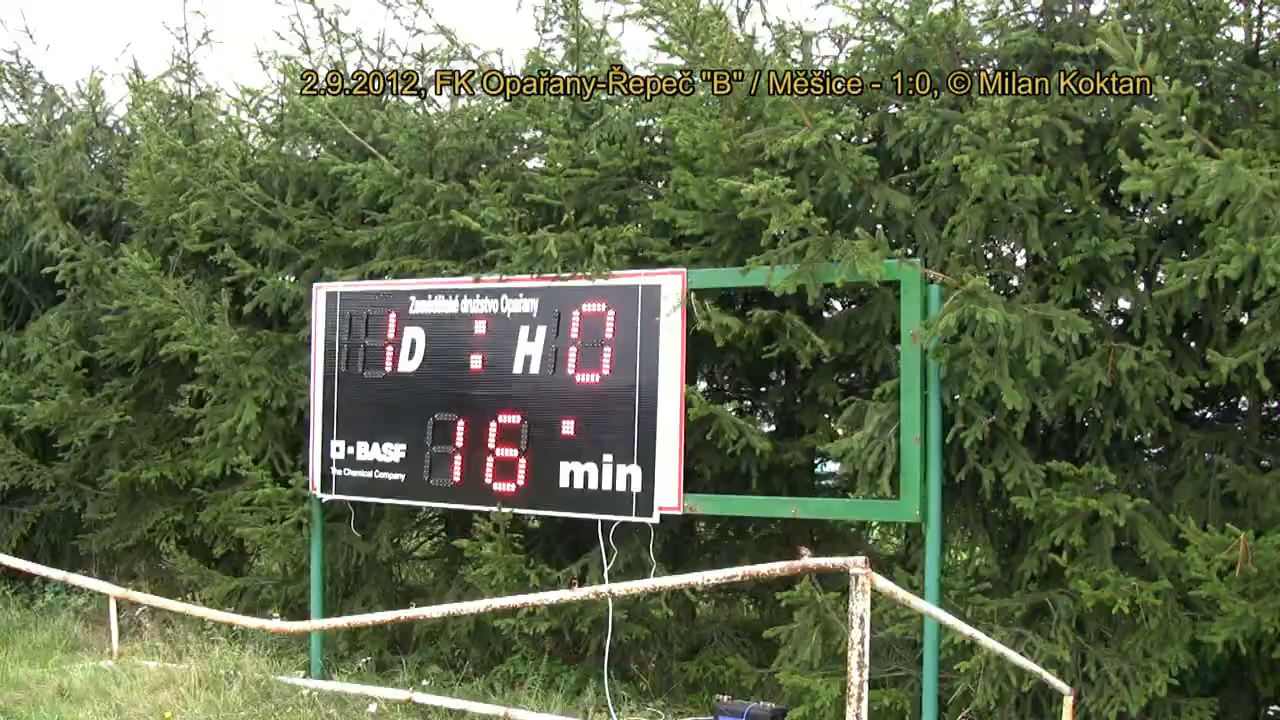 2.9.2012, FK Opařany-Řepeč "B" / Měšice - 1:0, © Milan Koktan
Zemědělské družstvo Opařany
1 D : H 0
16 min
BASF
The Chemical Company